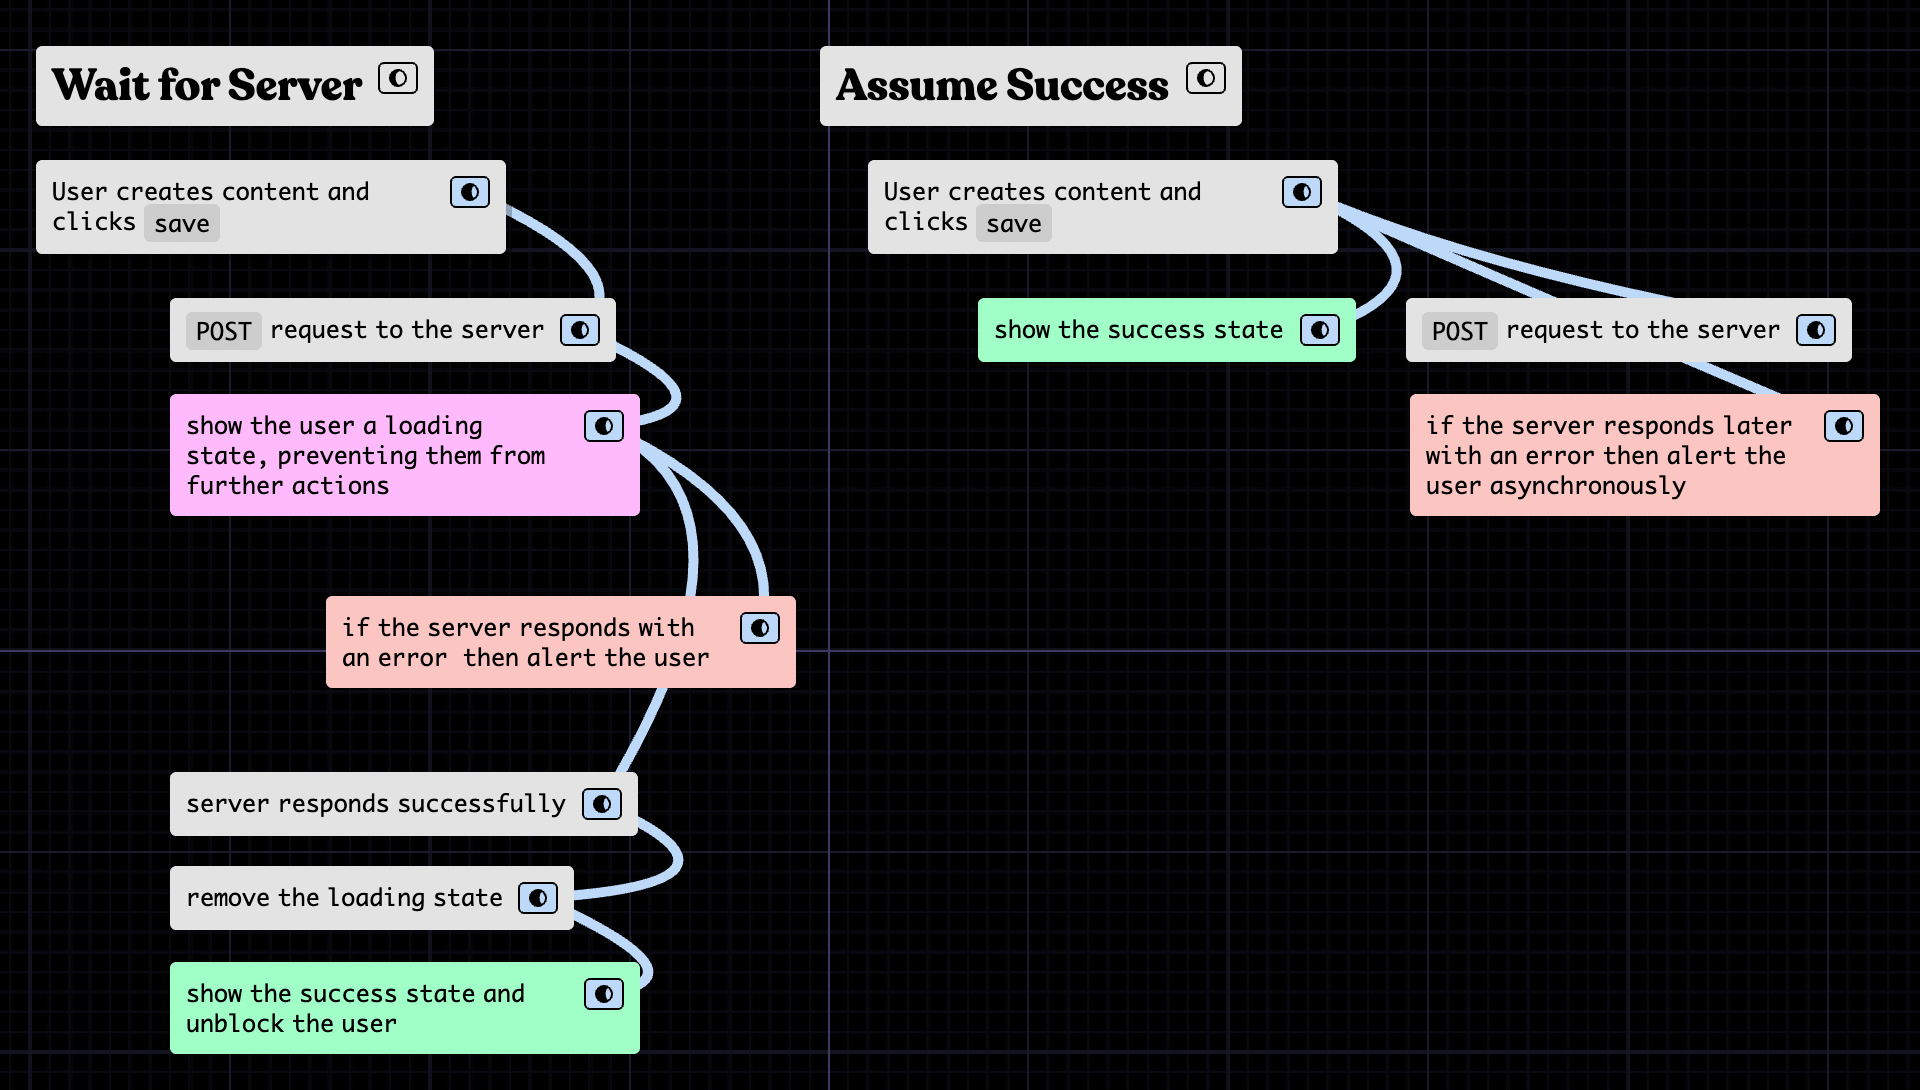 Wait for Server
User creates content and
clicks save
POST request to the server
show the user a loading
state, preventing them from
further actions
if the server responds with
an error then alert the user
server responds successfully
remove the loading state
show the success state and
unblock the user
Assume Success
User creates content and
clicks save
show the success state
POST request to the server
if the server responds later
with an error then alert the
user asynchronously